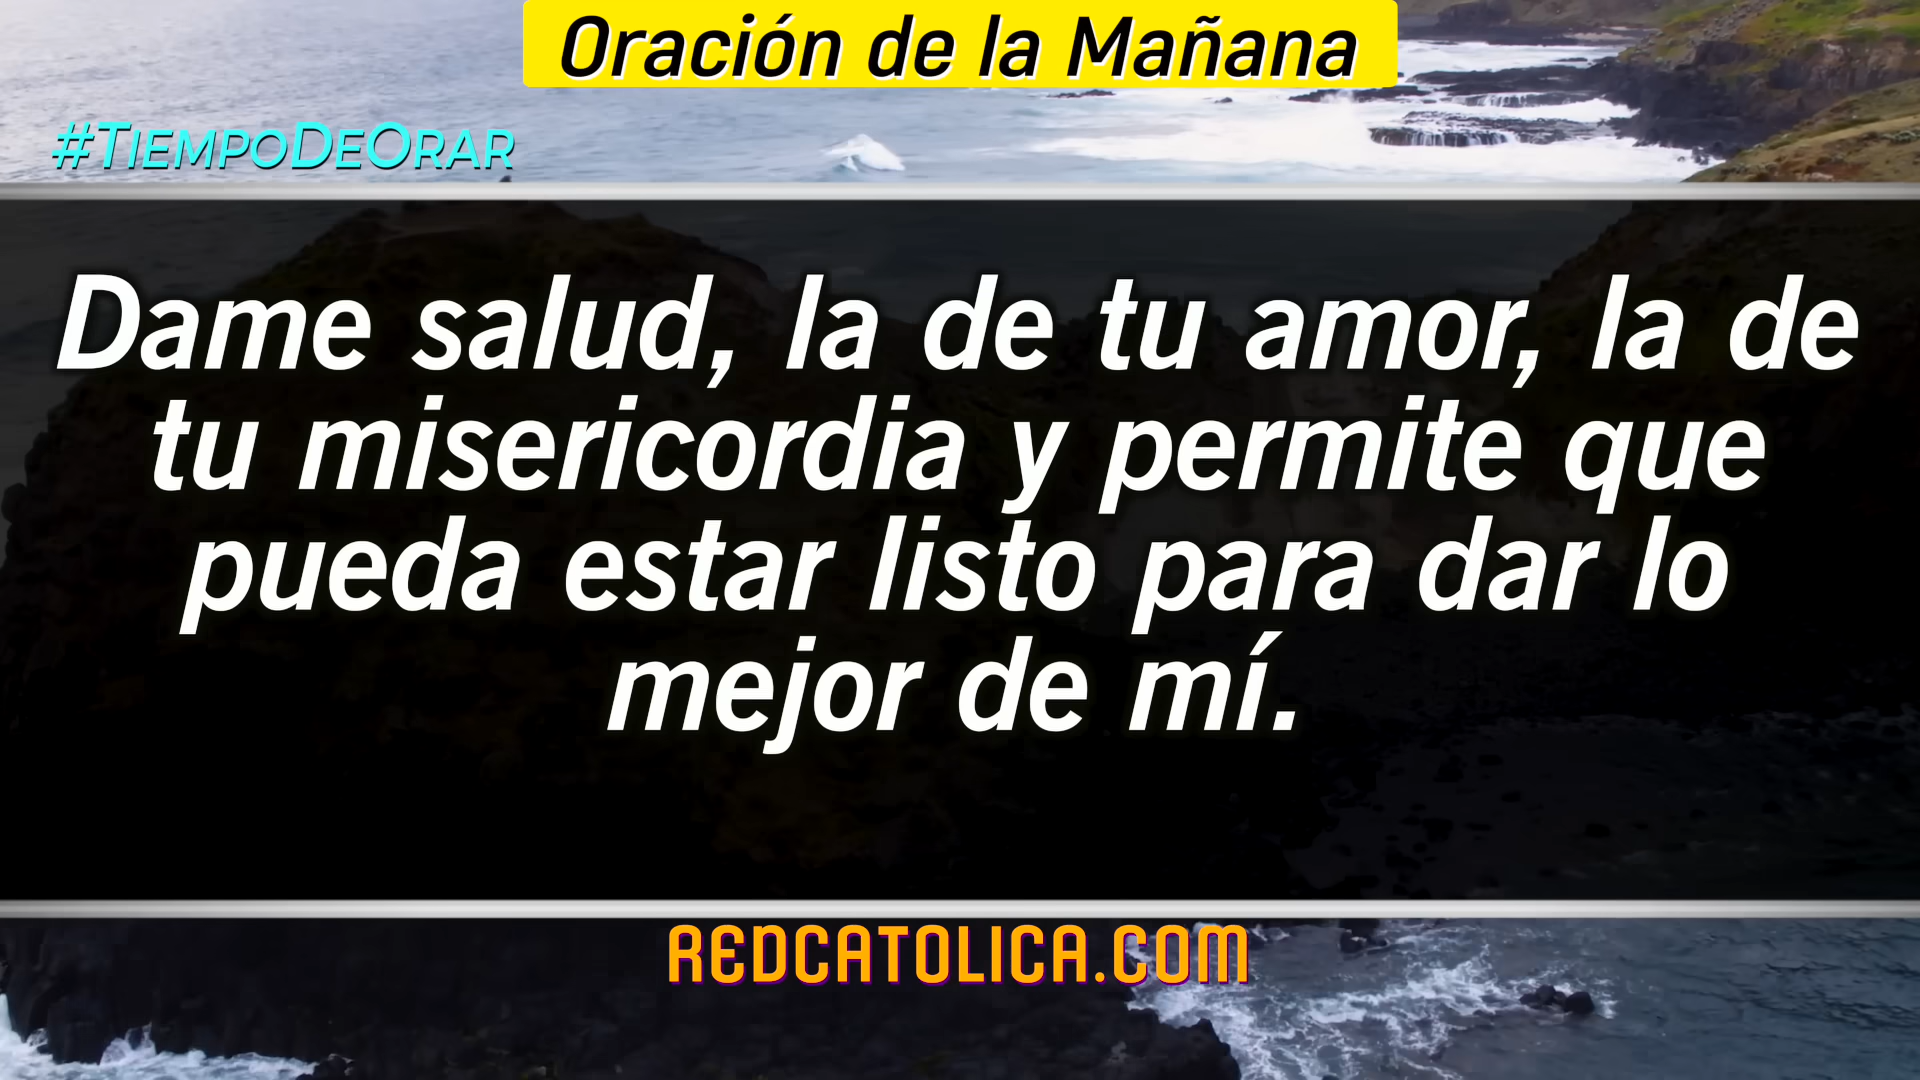 Oración de la Mañana
#TiempoDeOrar
Dame salud, la de tu amor, la de
tu misericordia y permite que
pueda estar listo para dar lo
mejor de mí.
REDCATOLICA.COM